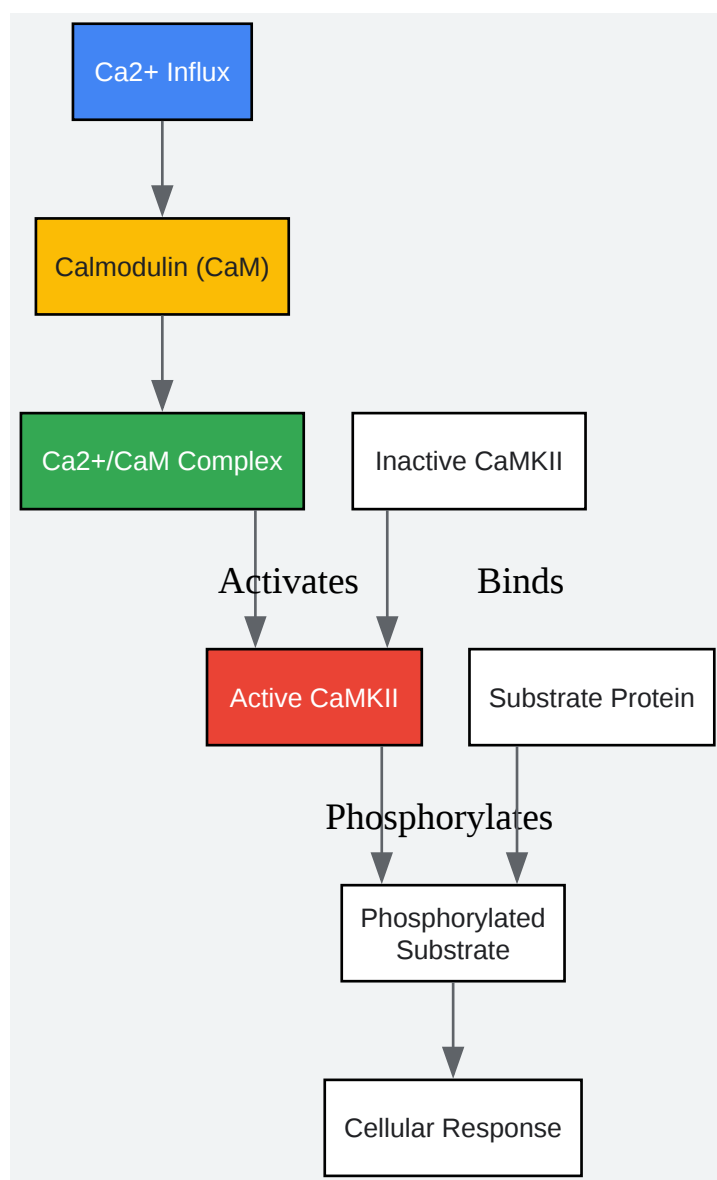 Ca2+ Influx
Calmodulin (CaM)
Ca2+/CaM Complex
Inactive CaMKII
Activates
Binds
Active CaMKII
Substrate Protein
Phosphorylates
Phosphorylated
Substrate
Cellular Response